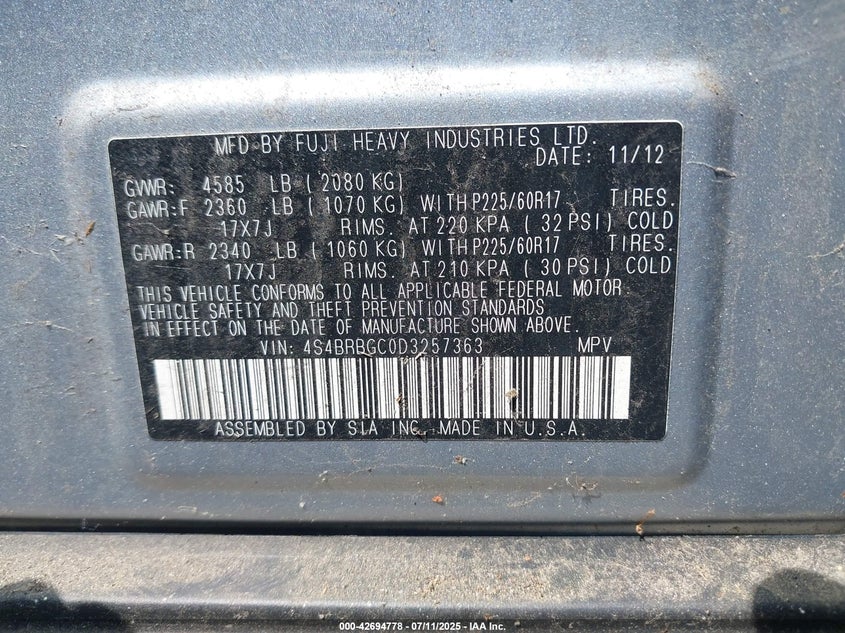 MFD BY FUJI HEAVY INDUSTRIES LTD.
DATE: 11/12
GVWR: 4585 LB ( 2080 KG)
GAWR:F 2360 LB ( 1070 KG) WITH P225/60R17 TIRES.
17X7J RIMS. AT 220 KPA ( 32 PSI) COLD
GAWR:R 2340 LB ( 1060 KG) WITH P225/60R17 TIRES.
17X7J RIMS. AT 210 KPA ( 30 PSI) COLD
THIS VEHICLE CONFORMS TO ALL APPLICABLE FEDERAL MOTOR
VEHICLE SAFETY AND THEFT PREVENTION STANDARDS
IN EFFECT ON THE DATE OF MANUFACTURE SHOWN ABOVE.
VIN: 4S4BRBGC0D3257363 MPV
ASSEMBLED BY SIA INC. MADE IN U.S.A.
000-42694778 - 07/11/2025 - IAA Inc.